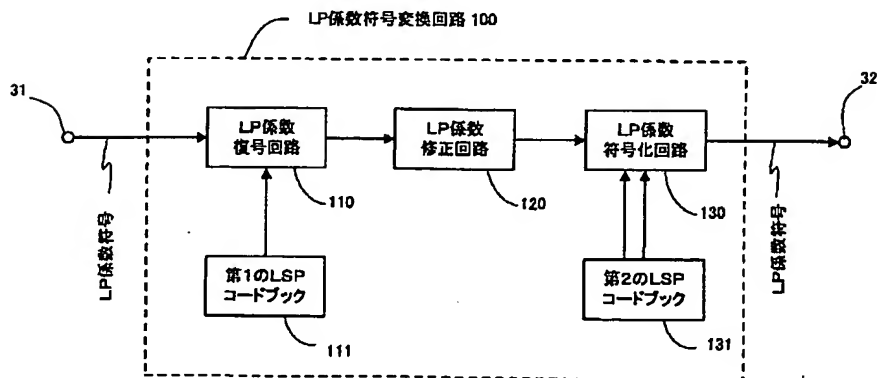 LP係数符号変換回路 100
31
32
LP係数
復号回路
LP係数
修正回路
LP係数
符号化回路
110
120
130
LP係数符号
LP係数符号
第1のLSP
コードブック
第2のLSP
コードブック
111
131